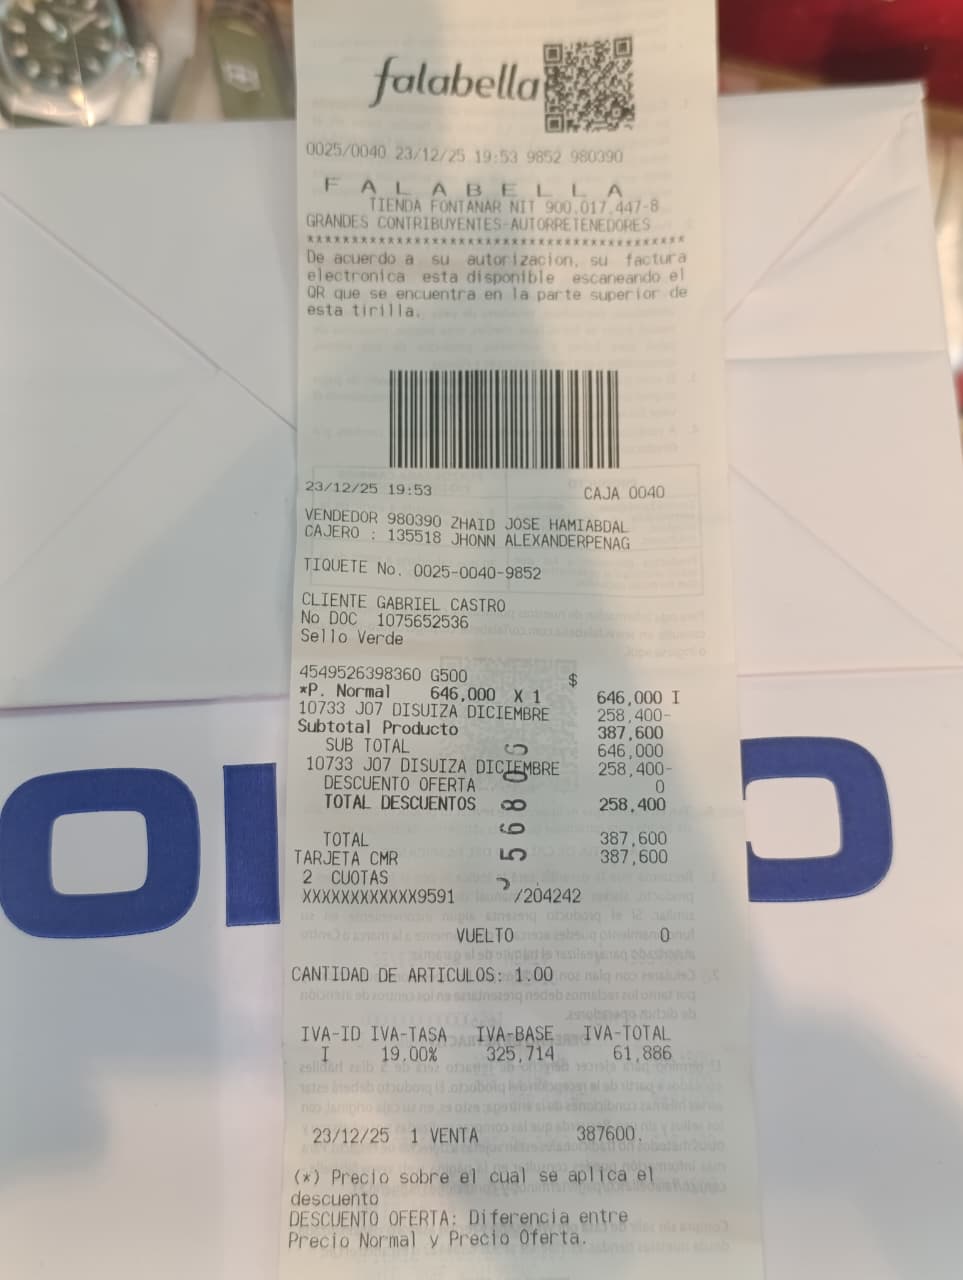 falabella
0025/0040 23/12/25 19:53 9852 980390
F A L A B E L L A
TIENDA FONTANAR NIT 900.017.447-8
GRANDES CONTRIBUYENTES-AUTORRETENEDORES
******************************************
De acuerdo a su autorizacion, su factura
electronica esta disponible escaneando el
QR que se encuentra en la parte superior de
esta tirilla.
23/12/25 19:53 CAJA 0040
VENDEDOR 980390 ZHAID JOSE HAMIABDAL
CAJERO : 135518 JHONN ALEXANDERPENAG
TIQUETE No. 0025-0040-9852
CLIENTE GABRIEL CASTRO
No DOC 1075652536
Sello Verde
4549526398360 G500 $
*P. Normal 646,000 X 1 646,000 I
10733 J07 DISUIZA DICIEMBRE 258,400-
Subtotal Producto 387,600
SUB TOTAL 646,000
10733 J07 DISUIZA DICIEMBRE 258,400-
DESCUENTO OFERTA 0
TOTAL DESCUENTOS 258,400
TOTAL 387,600
TARJETA CMR 387,600
2 CUOTAS
XXXXXXXXXXXX9591 /204242
VUELTO 0
CANTIDAD DE ARTICULOS: 1.00
IVA-ID IVA-TASA IVA-BASE IVA-TOTAL
I 19.00% 325,714 61,886
23/12/25 1 VENTA 387600.
(*) Precio sobre el cual se aplica el
descuento
DESCUENTO OFERTA: Diferencia entre
Precio Normal y Precio Oferta.